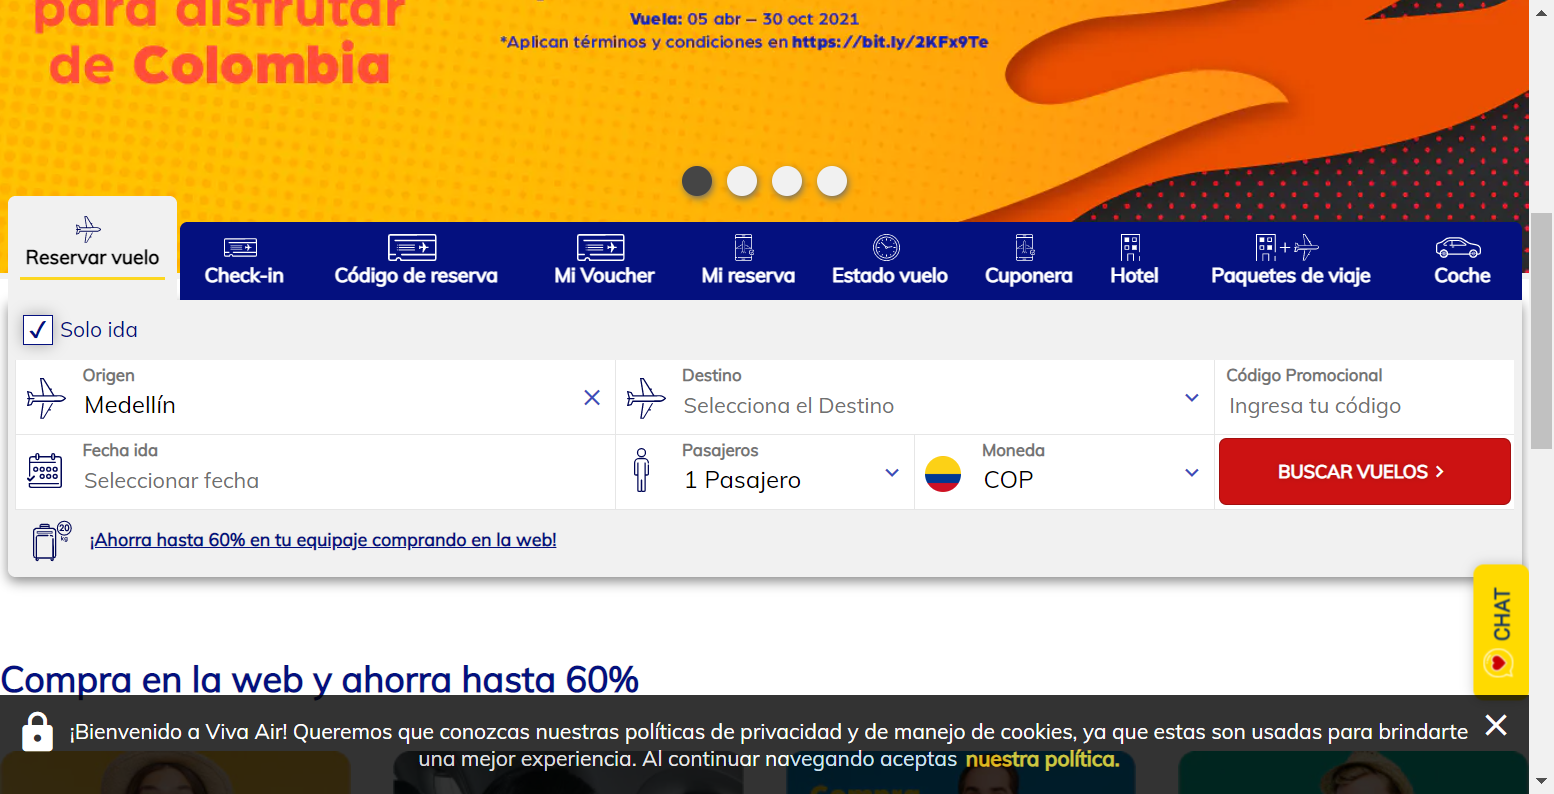 para disfrutar
de Colombia
Vuela: 05 abr – 30 oct 2021
*Aplican términos y condiciones en https://bit.ly/2KFx9Te
Reservar vuelo
Check-in
Código de reserva
Mi Voucher
Mi reserva
Estado vuelo
Cuponera
Hotel
Paquetes de viaje
Coche
Solo ida
Origen
Medellín
Destino
Selecciona el Destino
Código Promocional
Ingresa tu código
Fecha ida
Seleccionar fecha
Pasajeros
1 Pasajero
Moneda
COP
BUSCAR VUELOS
20
kg
¡Ahorra hasta 60% en tu equipaje comprando en la web!
CHAT
Compra en la web y ahorra hasta 60%
¡Bienvenido a Viva Air! Queremos que conozcas nuestras políticas de privacidad y de manejo de cookies, ya que estas son usadas para brindarte
una mejor experiencia. Al continuar navegando aceptas nuestra política.
Compra